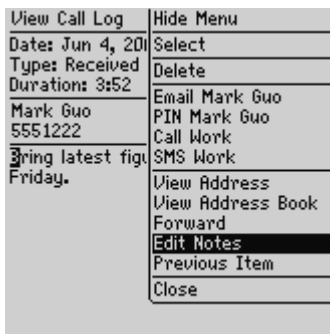 View Call Log
Date: Jun 4, 20
Type: Received
Duration: 3:52
Mark Guo
5551222
Bring latest figu
Friday.
Hide Menu
Select
Delete
Email Mark Guo
PIN Mark Guo
Call Work
SMS Work
View Address
View Address Book
Forward
Edit Notes
Previous Item
Close